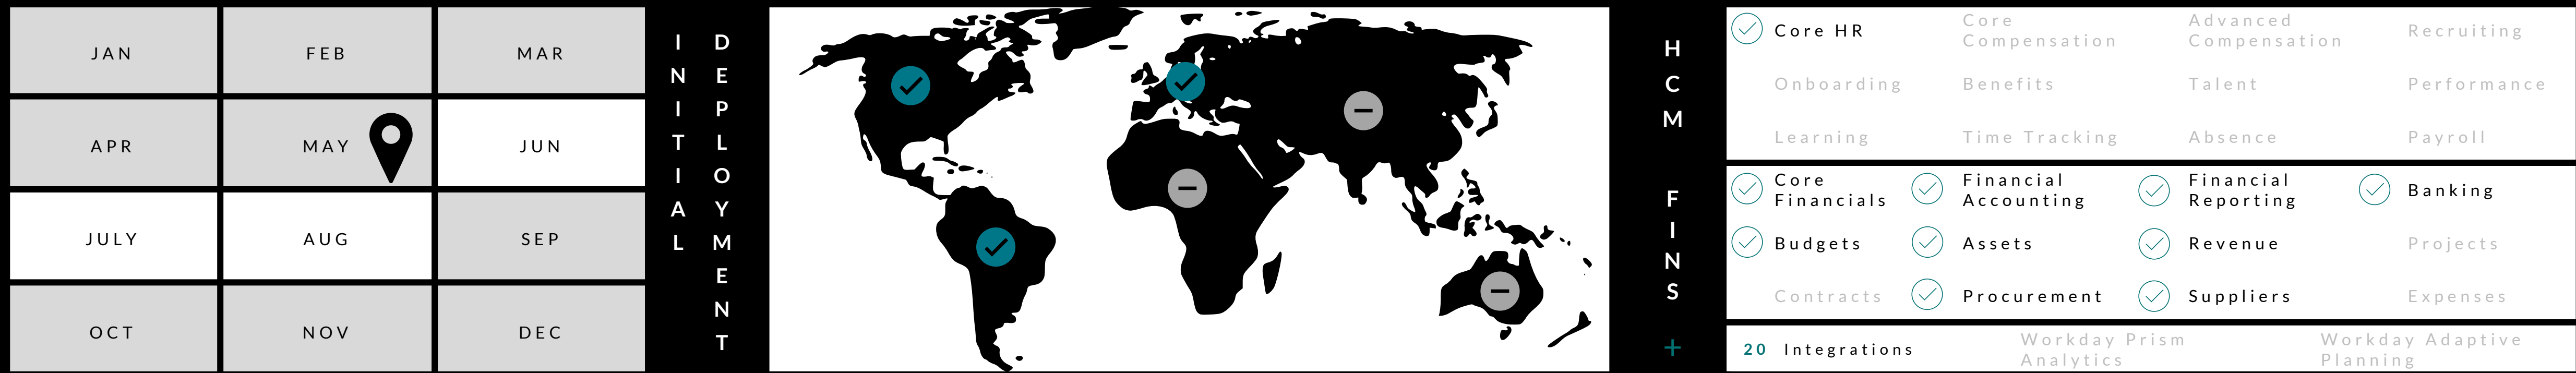 JAN FEB MAR
APR MAY JUN
JULY AUG SEP
OCT NOV DEC
INITIAL
DEPLOYMENT
HCM
Core HR
Core
Compensation
Advanced
Compensation
Recruiting
Onboarding
Benefits
Talent
Performance
Learning
Time Tracking
Absence
Payroll
FINS
Core
Financials
Financial
Accounting
Financial
Reporting
Banking
Budgets
Assets
Revenue
Projects
Contracts
Procurement
Suppliers
Expenses
+
20 Integrations
Workday Prism
Analytics
Workday Adaptive
Planning